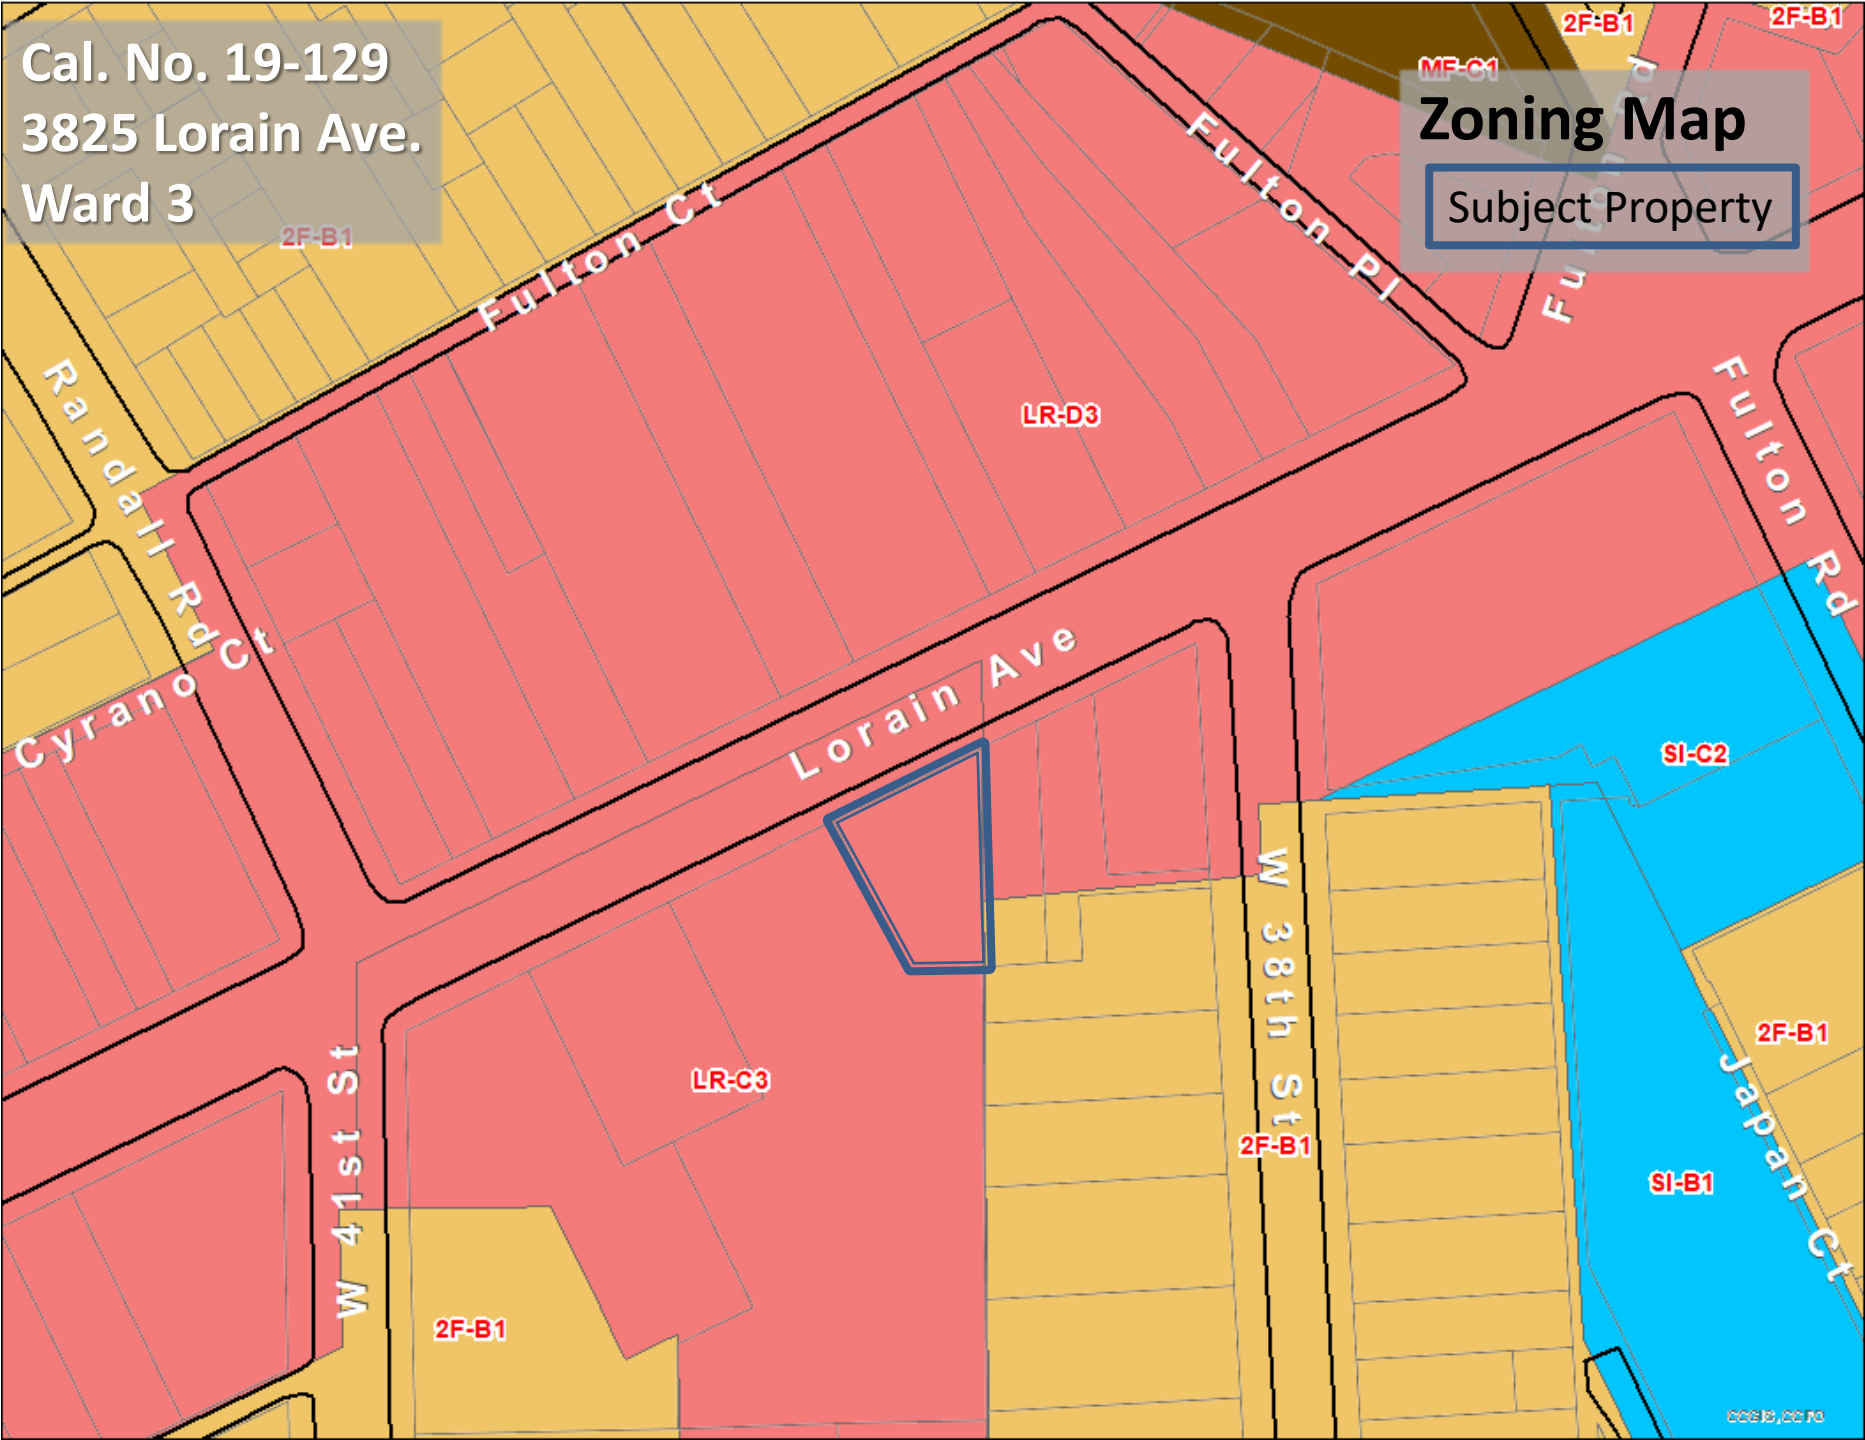 Cal. No. 19-129
3825 Lorain Ave.
Ward 3
2F-B1
2F-B1
2F-B1
MF-C1
Zoning Map
Subject Property
Fulton Rd
Fulton Ct
Fulton Pl
Randall Rd
LR-D3
Fulton Rd
Cyrano Ct
Lorain Ave
SI-C2
W 38th St
2F-B1
LR-C3
W 41st St
2F-B1
SI-B1
Japan Ct
2F-B1